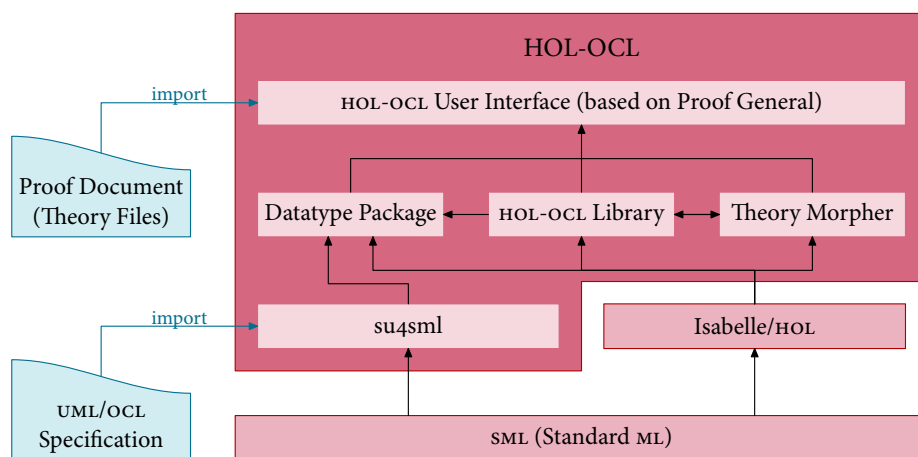 HOL-OCL
import
HOL-OCL User Interface (based on Proof General)
Proof Document
(Theory Files)
Datatype Package
HOL-OCL Library
Theory Morpher
import
su4sml
Isabelle/HOL
UML/OCL
Specification
SML (Standard ML)